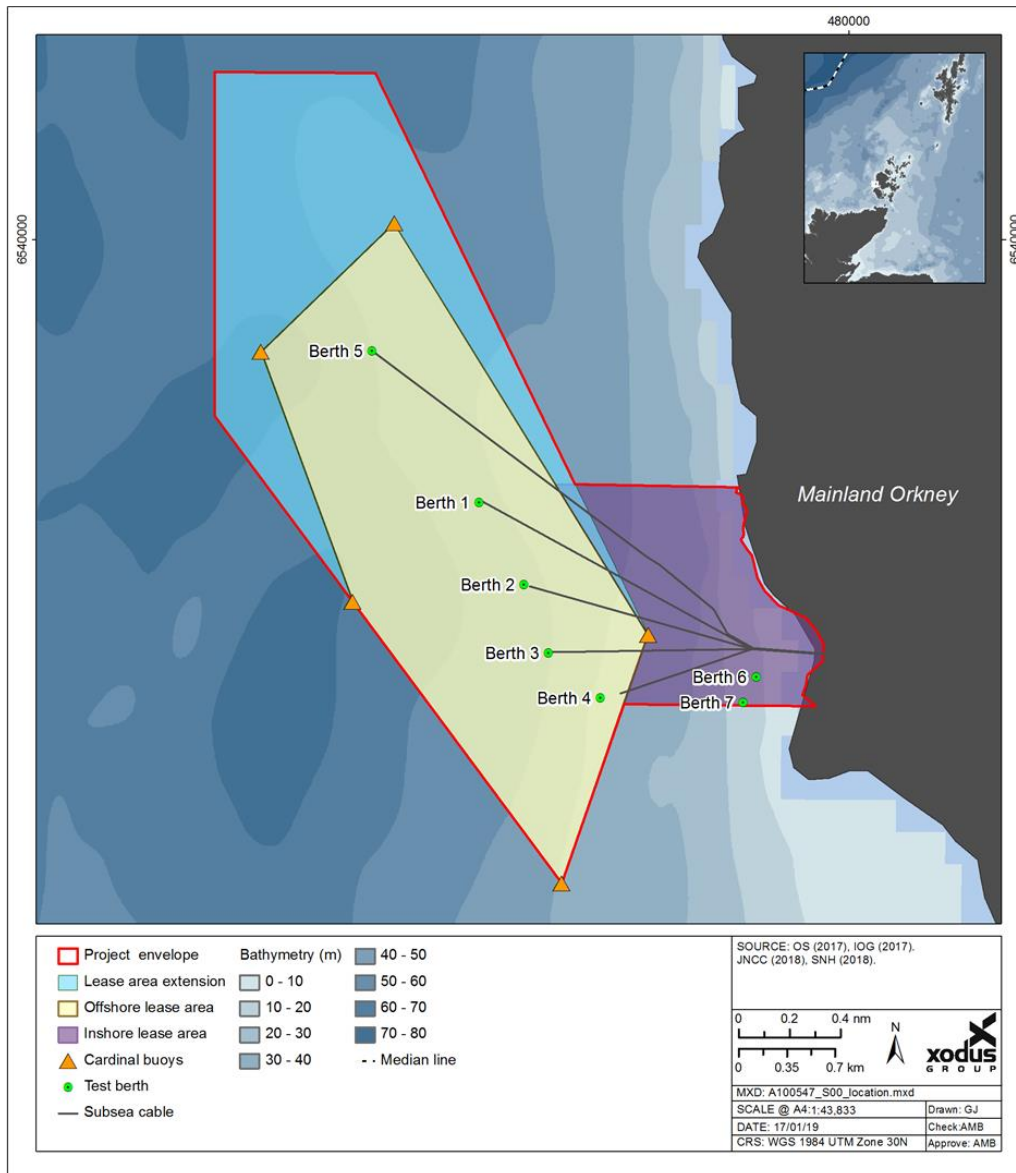 480000
6540000
6540000
Berth 5
Berth 1
Mainland Orkney
Berth 2
Berth 3
Berth 6
Berth 4
Berth 7
Project envelope
Lease area extension
Offshore lease area
Inshore lease area
Cardinal buoys
Test berth
Subsea cable
Bathymetry (m)
0 - 10
10 - 20
20 - 30
30 - 40
40 - 50
50 - 60
60 - 70
70 - 80
Median line
SOURCE: OS (2017), IOG (2017).
JNCC (2018), SNH (2018).
0 0.2 0.4 nm
0 0.35 0.7 km
N
xodus
GROUP
MXD: A100547_S00_location.mxd
SCALE @ A4:1:43,833
Drawn: GJ
DATE: 17/01/19
Check:AMB
CRS: WGS 1984 UTM Zone 30N
Approve: AMB